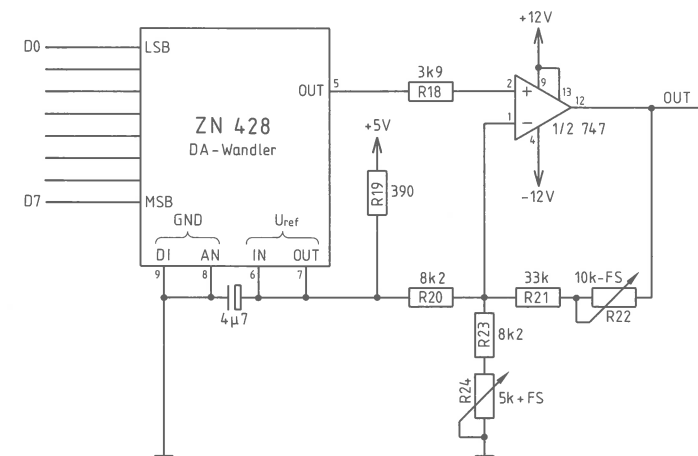 +12V
D0
LSB
3k9
2
9
13
OUT
5
R18
+
12
OUT
+5V
1
-
ZN 428
1/2 747
DA-Wandler
4
R19
390
-12V
D7
MSB
GND
Uref
DI
AN
IN
OUT
9
8
6
7
8k2
33k
10k-FS
R20
R21
4μ7
R22
R23
8k2
R24
5k+FS